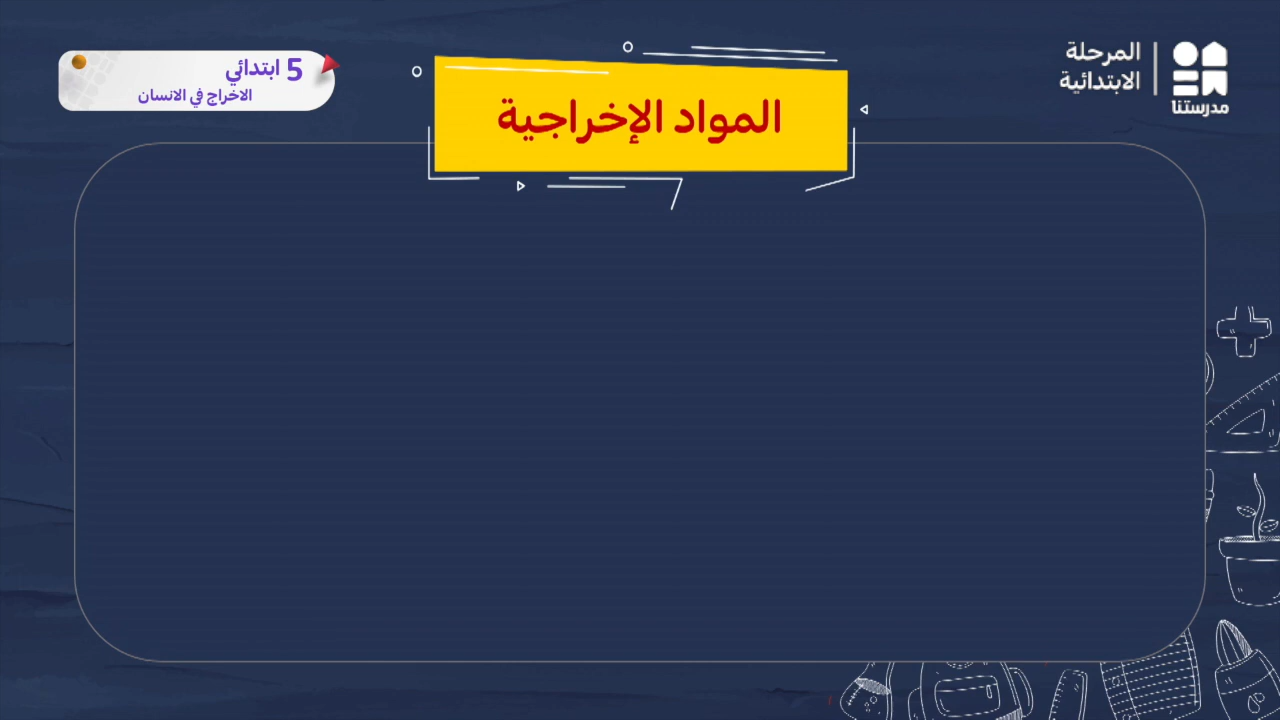 المرحلة
الابتدائية
مدرستنا
5 ابتدائي
الاخراج في الانسان
المواد الإخراجية